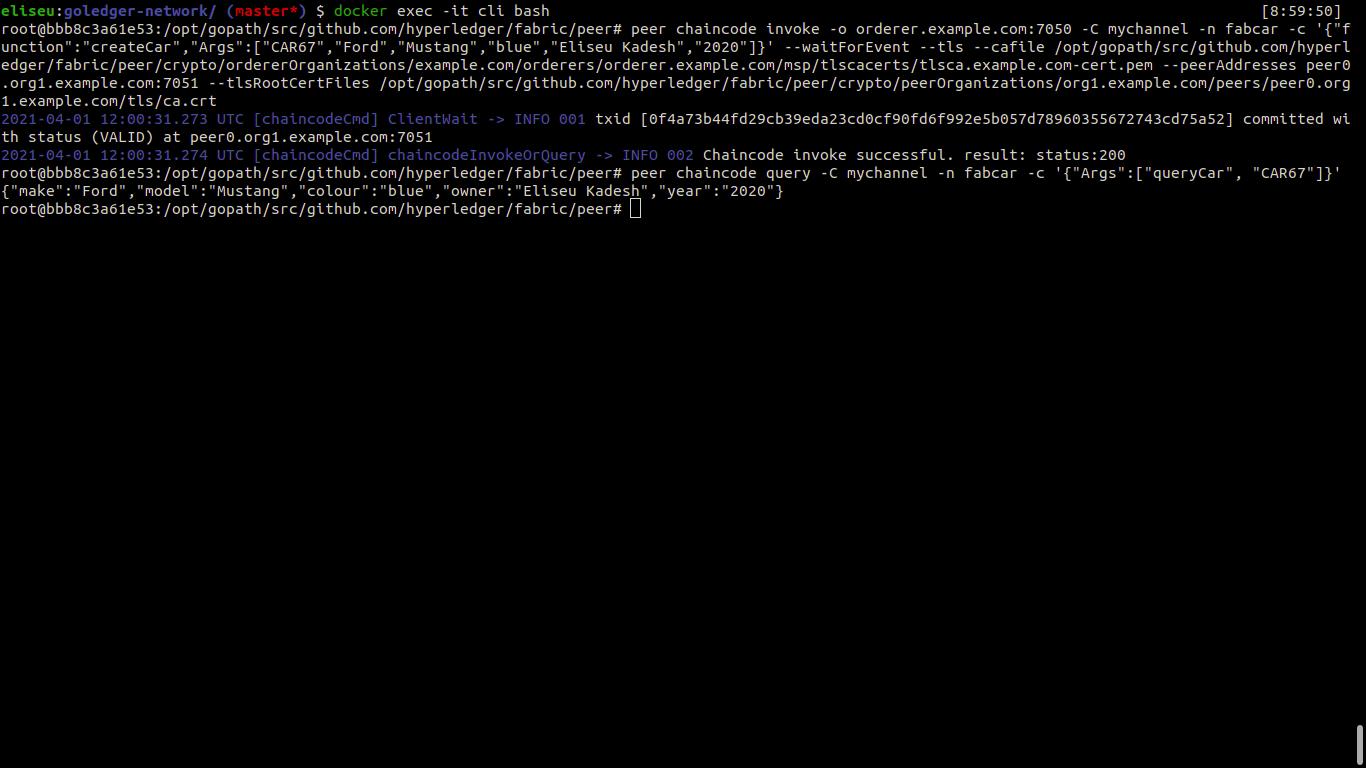 eliseu:goledger-network/ (master*) $ docker exec -it cli bash [8:59:50]
root@bbb8c3a61e53:/opt/gopath/src/github.com/hyperledger/fabric/peer# peer chaincode invoke -o orderer.example.com:7050 -C mychannel -n fabcar -c '{"f
unction":"createCar","Args":["CAR67","Ford","Mustang","blue","Eliseu Kadesh","2020"]}' --waitForEvent --tls --cafile /opt/gopath/src/github.com/hyperl
edger/fabric/peer/crypto/ordererOrganizations/example.com/orderers/orderer.example.com/msp/tlscacerts/tlsca.example.com-cert.pem --peerAddresses peer0
.org1.example.com:7051 --tlsRootCertFiles /opt/gopath/src/github.com/hyperledger/fabric/peer/crypto/peerOrganizations/org1.example.com/peers/peer0.org
1.example.com/tls/ca.crt
2021-04-01 12:00:31.273 UTC [chaincodeCmd] ClientWait -> INFO 001 txid [0f4a73b44fd29cb39eda23cd0cf90fd6f992e5b057d78960355672743cd75a52] committed wi
th status (VALID) at peer0.org1.example.com:7051
2021-04-01 12:00:31.274 UTC [chaincodeCmd] chaincodeInvokeOrQuery -> INFO 002 Chaincode invoke successful. result: status:200
root@bbb8c3a61e53:/opt/gopath/src/github.com/hyperledger/fabric/peer# peer chaincode query -C mychannel -n fabcar -c '{"Args":["queryCar", "CAR67"]}'
{"make":"Ford","model":"Mustang","colour":"blue","owner":"Eliseu Kadesh","year":"2020"}
root@bbb8c3a61e53:/opt/gopath/src/github.com/hyperledger/fabric/peer#